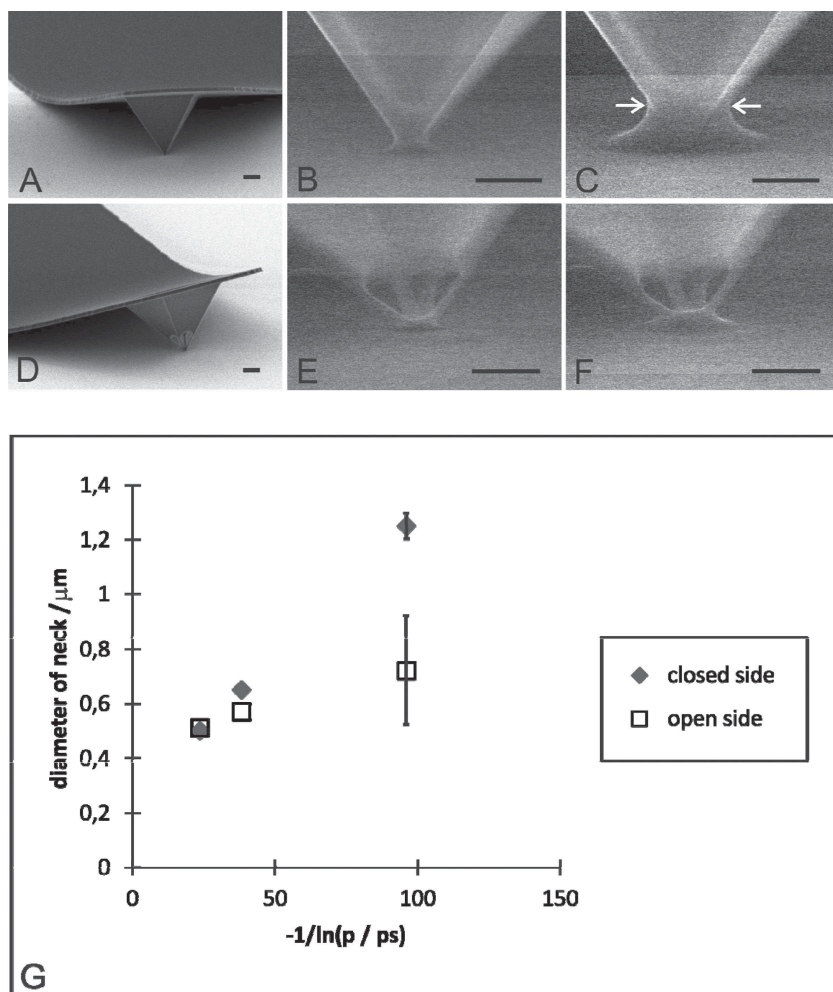 A
B
C
D
E
F
1,4
1,2
1
0,8
0,6
0,4
0,2
0
diameter of neck / μm
0
50
100
150
-1/ln(p / ps)
closed side
open side
G